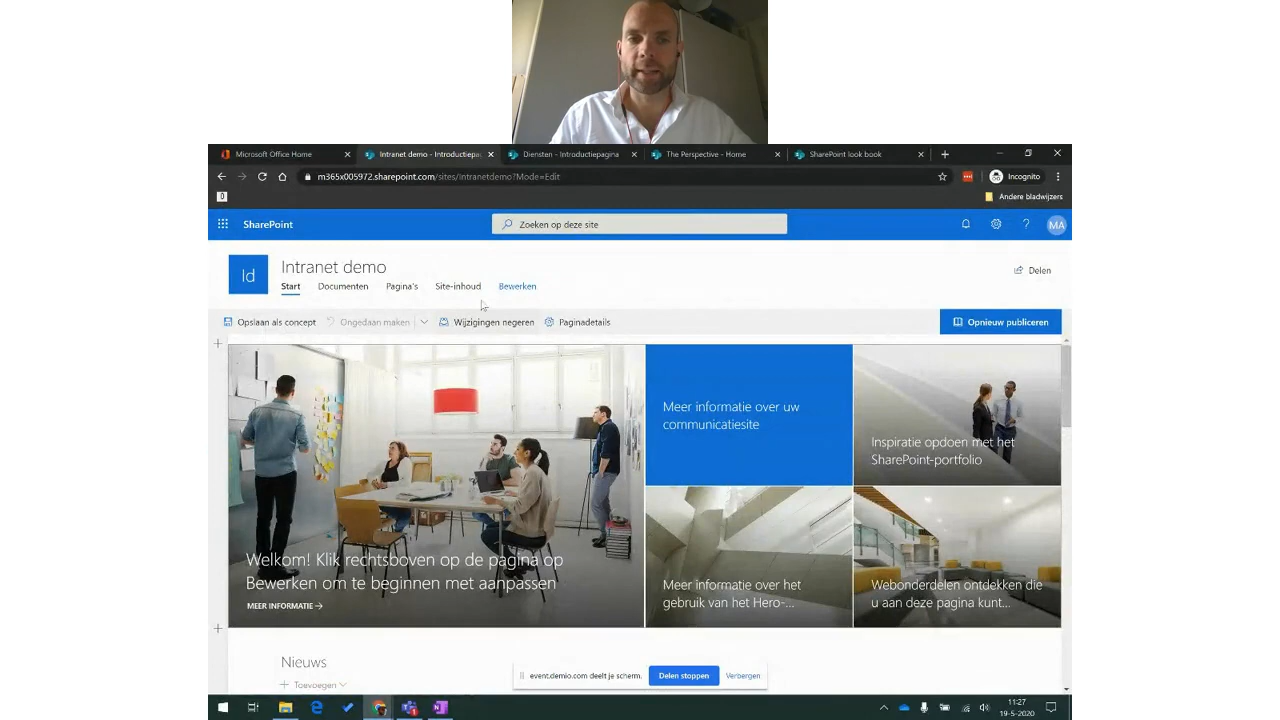 Microsoft Office Home
Intranet demo - Introductiepa
Diensten - Introductiepagina
The Perspective - Home
SharePoint look book
m365x005972.sharepoint.com/sites/Intranetdemo?Mode=Edit
Incognito
Andere bladwijzers
SharePoint
Zoeken op deze site
MA
Id
Intranet demo
Delen
Start
Documenten
Pagina's
Site-inhoud
Bewerken
Opslaan als concept
Ongedaan maken
Wijzigingen negeren
Paginadetails
Opnieuw publiceren
Meer informatie over uw
communicatiesite
Inspiratie opdoen met het
SharePoint-portfolio
Welkom! Klik rechtsboven op de pagina op
Bewerken om te beginnen met aanpassen
MEER INFORMATIE
Meer informatie over het
gebruik van het Hero-...
Webonderdelen ontdekken die
u aan deze pagina kunt...
Nieuws
Toevoegen
event.demio.com deelt je scherm.
Delen stoppen
Verbergen
11:27
19-5-2020